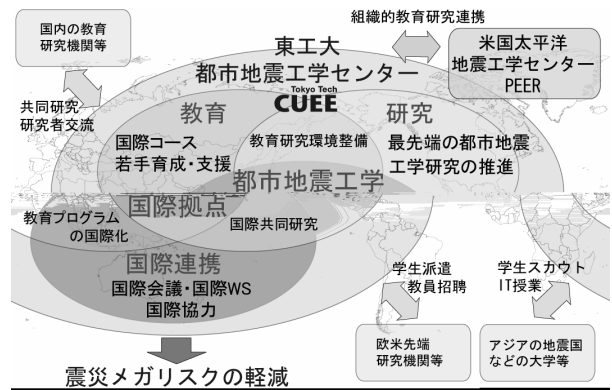 組織的教育研究連携
国内の教育
研究機関等
東工大
都市地震工学センター
Tokyo Tech
CUEE
米国太平洋
地震工学センター
PEER
共同研究
研究者交流
教育
研究
国際コース
若手育成・支援
教育研究環境整備
最先端の都市地震
工学研究の推進
都市地震工学
国際拠点
教育プログラム
の国際化
国際共同研究
国際連携
国際会議・国際WS
国際協力
学生派遣
教員招聘
学生スカウト
IT授業
欧米先端
研究機関等
アジアの地震国
などの大学等
震災メガリスクの軽減